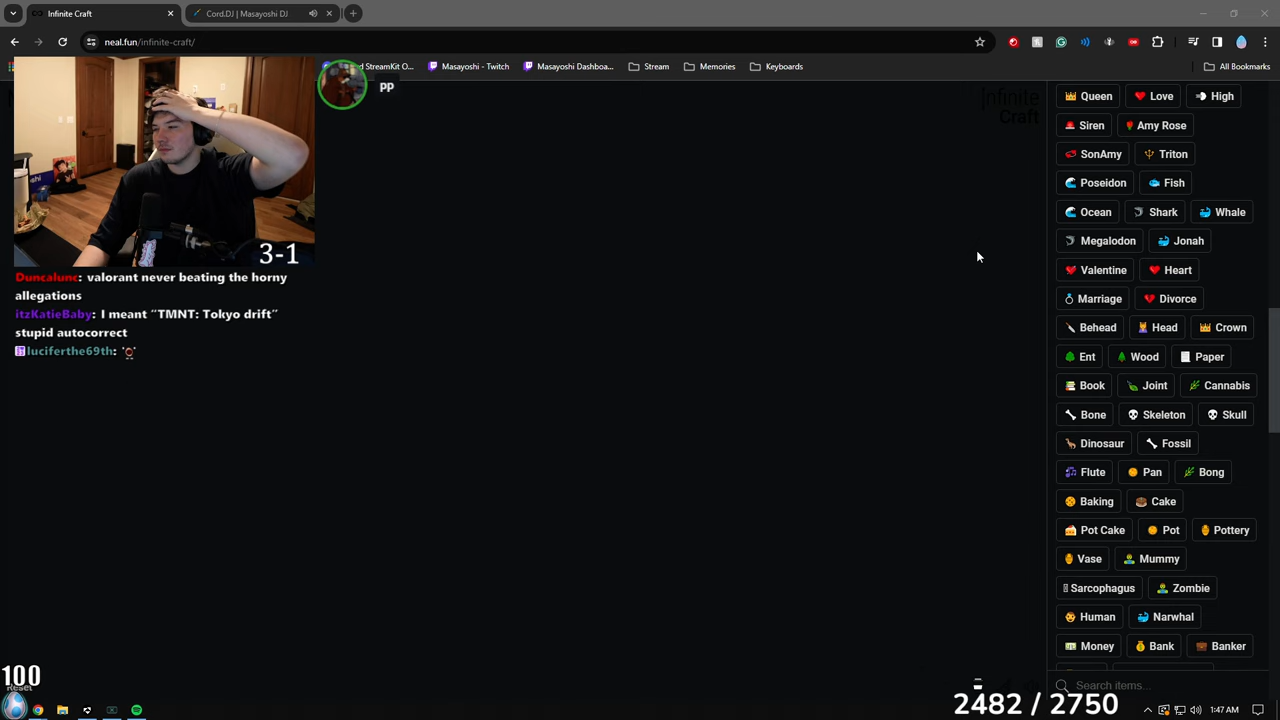 Infinite Craft
Cord.DJ | Masayoshi DJ
neal.fun/infinite-craft/
d StreamKit O...
Masayoshi - Twitch
Masayoshi Dashboa...
Stream
Memories
Keyboards
All Bookmarks
pp
Infinite
Craft
3-1
Duncalunc: valorant never beating the horny
allegations
itzKatieBaby: I meant “TMNT: Tokyo drift”
stupid autocorrect
luciferthe69th:
Queen Love High
Siren Amy Rose
SonAmy Triton
Poseidon Fish
Ocean Shark Whale
Megalodon Jonah
Valentine Heart
Marriage Divorce
Behead Head Crown
Ent Wood Paper
Book Joint Cannabis
Bone Skeleton Skull
Dinosaur Fossil
Flute Pan Bong
Baking Cake
Pot Cake Pot Pottery
Vase Mummy
Sarcophagus Zombie
Human Narwhal
Money Bank Banker
Search items...
100
Reset
2482 / 2750
1:47 AM